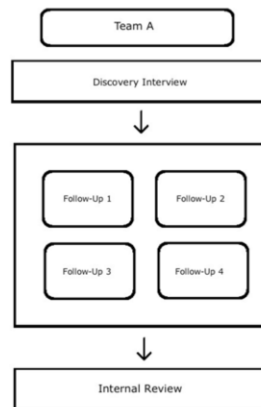 Team A
Discovery Interview
Follow-Up 1
Follow-Up 2
Follow-Up 3
Follow-Up 4
Internal Review